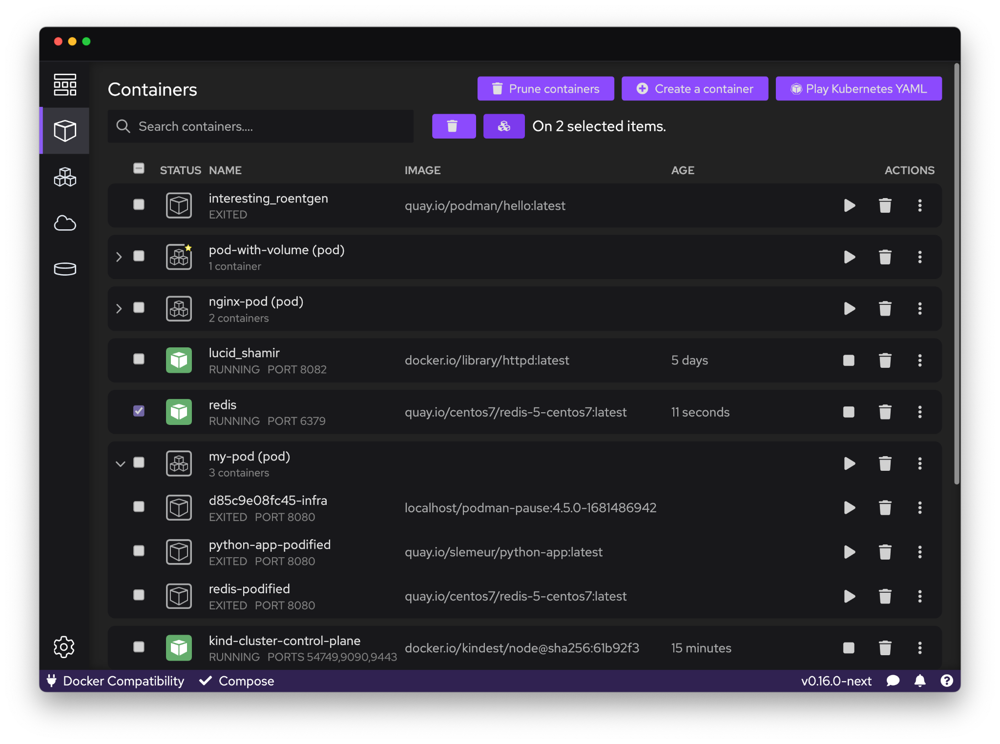 Containers
Prune containers
Create a container
Play Kubernetes YAML
Search containers....
On 2 selected items.
STATUS NAME IMAGE AGE ACTIONS
interesting_roentgen
EXITED
quay.io/podman/hello:latest
pod-with-volume (pod)
1 container
nginx-pod (pod)
2 containers
lucid_shamir
RUNNING PORT 8082
docker.io/library/httpd:latest
5 days
redis
RUNNING PORT 6379
quay.io/centos7/redis-5-centos7:latest
11 seconds
my-pod (pod)
3 containers
d85c9e08fc45-infra
EXITED PORT 8080
localhost/podman-pause:4.5.0-1681486942
python-app-podified
EXITED PORT 8080
quay.io/slemeur/python-app:latest
redis-podified
EXITED PORT 8080
quay.io/centos7/redis-5-centos7:latest
kind-cluster-control-plane
RUNNING PORTS 54749,9090,9443
docker.io/kindest/node@sha256:61b92f3
15 minutes
Docker Compatibility
Compose
v0.16.0-next